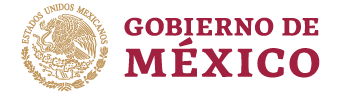 ESTADOS UNIDOS MEXICANOS
GOBIERNO DE
MÉXICO